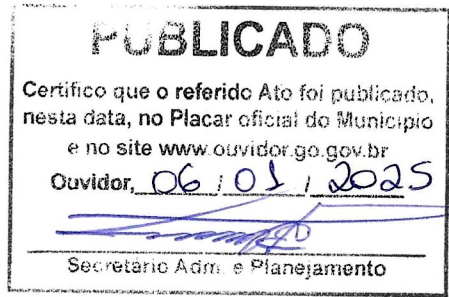 PUBLICADO
Certifico que o referido Ato foi publicado,
nesta data, no Placar oficial do Municipio
e no site www.ouvidor.go.gov.br
Ouvidor, 06 / 01 / 2025
Secretário Adm. e Planejamento